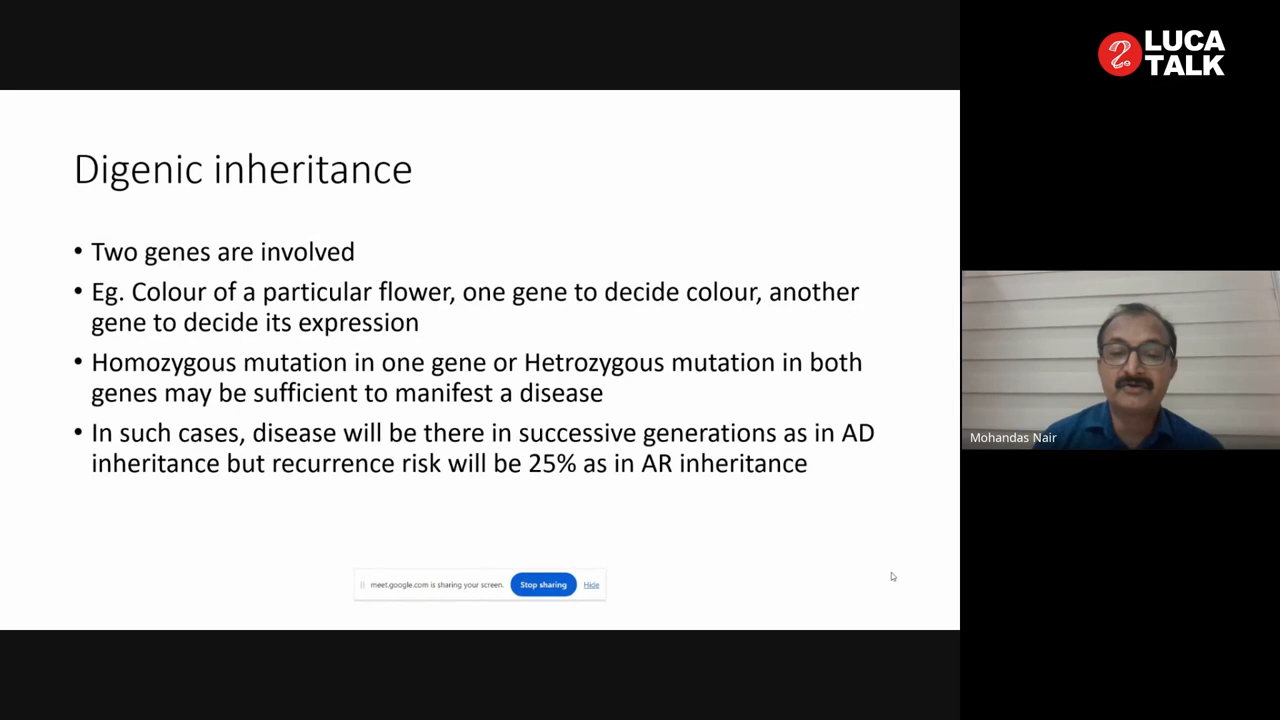 LUCA
TALK
Digenic inheritance
• Two genes are involved
• Eg. Colour of a particular flower, one gene to decide colour, another
gene to decide its expression
• Homozygous mutation in one gene or Hetrozygous mutation in both
genes may be sufficient to manifest a disease
• In such cases, disease will be there in successive generations as in AD
inheritance but recurrence risk will be 25% as in AR inheritance
Mohandas Nair
meet.google.com is sharing your screen. Stop sharing Hide